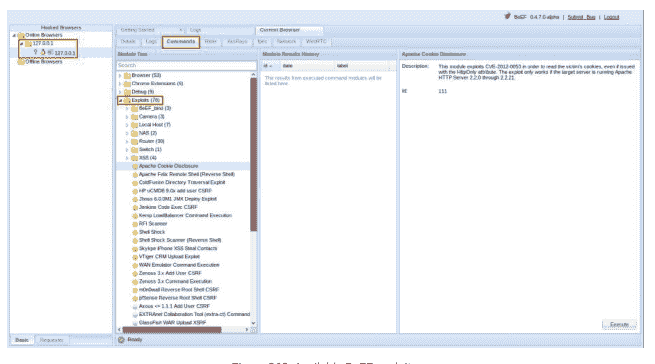 BeEF 0.4.7.0-alpha | Submit Bug | Logout
Hooked Browsers
Online Browsers
127.0.0.1
127.0.0.1
Offline Browsers
Basic
Requester
Getting Started
Logs
Current Browser
Details
Logs
Commands
Rider
XssRays
Ipec
Network
WebRTC
Module Tree
Search
Browser (53)
Chrome Extensions (6)
Debug (9)
Exploits (78)
BeEF_bind (3)
Camera (3)
Local Host (7)
NAS (2)
Router (39)
Switch (1)
XSS (4)
Apache Cookie Disclosure
Apache Felix Remote Shell (Reverse Shell)
ColdFusion Directory Traversal Exploit
HP uCMDB 9.0x add user CSRF
Jboss 6.0.0M1 JMX Deploy Exploit
Jenkins Code Exec CSRF
Kemp LoadBalancer Command Execution
RFI Scanner
Shell Shock
Shell Shock Scanner (Reverse Shell)
Skype iPhone XSS Steal Contacts
VTiger CRM Upload Exploit
WAN Emulator Command Execution
Zenoss 3.x Add User CSRF
Zenoss 3.x Command Execution
m0n0wall Reverse Root Shell CSRF
pfSense Reverse Root Shell CSRF
Axous <= 1.1.1 Add User CSRF
EXTRAnet Collaboration Tool (extra-ct) Command
GlassFish WAR Upload XSRF
Module Results History
id
date
label
The results from executed command modules will be listed here.
Apache Cookie Disclosure
Description:
This module exploits CVE-2012-0053 in order to read the victim's cookies, even if issued
with the HttpOnly attribute. The exploit only works if the target server is running Apache
HTTP Server 2.2.0 through 2.2.21.
Id:
Execute
Ready